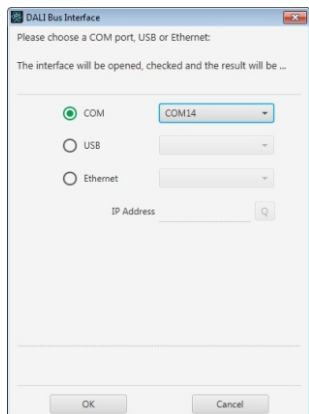 DALI Bus Interface
Please choose a COM port, USB or Ethernet:
The interface will be opened, checked and the result will be ...
COM COM14
USB
Ethernet
IP Address Q
OK Cancel